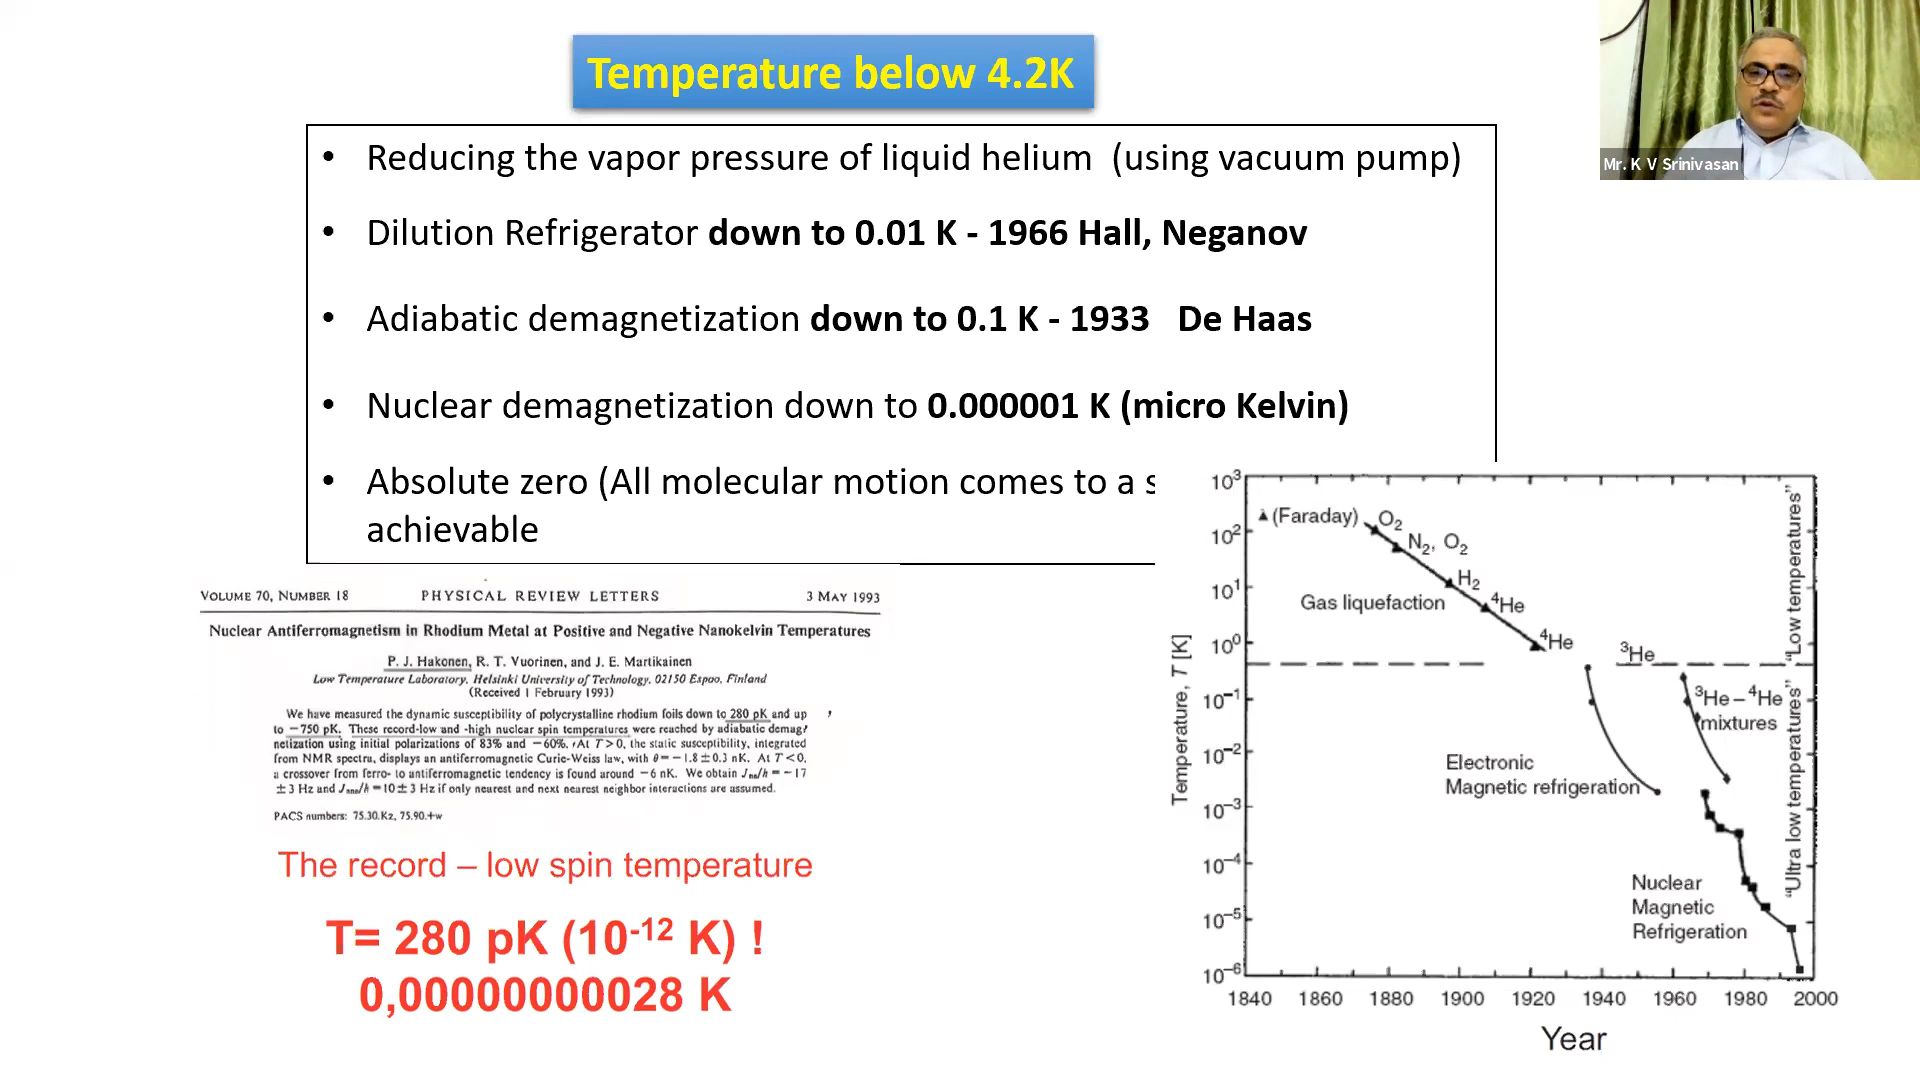 Temperature below 4.2K
Mr. K V Srinivasan
• Reducing the vapor pressure of liquid helium (using vacuum pump)
• Dilution Refrigerator down to 0.01 K - 1966 Hall, Neganov
• Adiabatic demagnetization down to 0.1 K - 1933 De Haas
• Nuclear demagnetization down to 0.000001 K (micro Kelvin)
• Absolute zero (All molecular motion comes to a s
achievable
VOLUME 70, NUMBER 18 PHYSICAL REVIEW LETTERS 3 MAY 1993
Nuclear Antiferromagnetism in Rhodium Metal at Positive and Negative Nanokelvin Temperatures
P. J. Hakonen, R. T. Vuorinen, and J. E. Martikainen
Low Temperature Laboratory, Helsinki University of Technology, 02150 Espoo, Finland
(Received 1 February 1993)
We have measured the dynamic susceptibility of polycrystalline rhodium foils down to 280 pK and up
to −750 pK. These record-low and -high nuclear spin temperatures were reached by adiabatic demag-
netization using initial polarizations of 83% and −60%. At T>0, the static susceptibility, integrated
from NMR spectra, displays an antiferromagnetic Curie-Weiss law, with θ=−1.8±0.3 nK. At T<0,
a crossover from ferro- to antiferromagnetic tendency is found around −6 nK. We obtain Jnn/h=−17
±3 Hz and Jnnn/h=10±3 Hz if only nearest and next nearest neighbor interactions are assumed.
PACS numbers: 75.30.Kz, 75.90.+w
The record – low spin temperature
T= 280 pK (10⁻¹² K) !
0,00000000028 K
Temperature, T [K]
10³
10²
10¹
10⁰
10⁻¹
10⁻²
10⁻³
10⁻⁴
10⁻⁵
10⁻⁶
(Faraday)
O₂
N₂, O₂
H₂
⁴He
Gas liquefaction
⁴He
³He
³He – ⁴He
mixtures
Electronic
Magnetic refrigeration
Nuclear
Magnetic
Refrigeration
"Low temperatures"
"Ultra low temperatures"
1840 1860 1880 1900 1920 1940 1960 1980 2000
Year